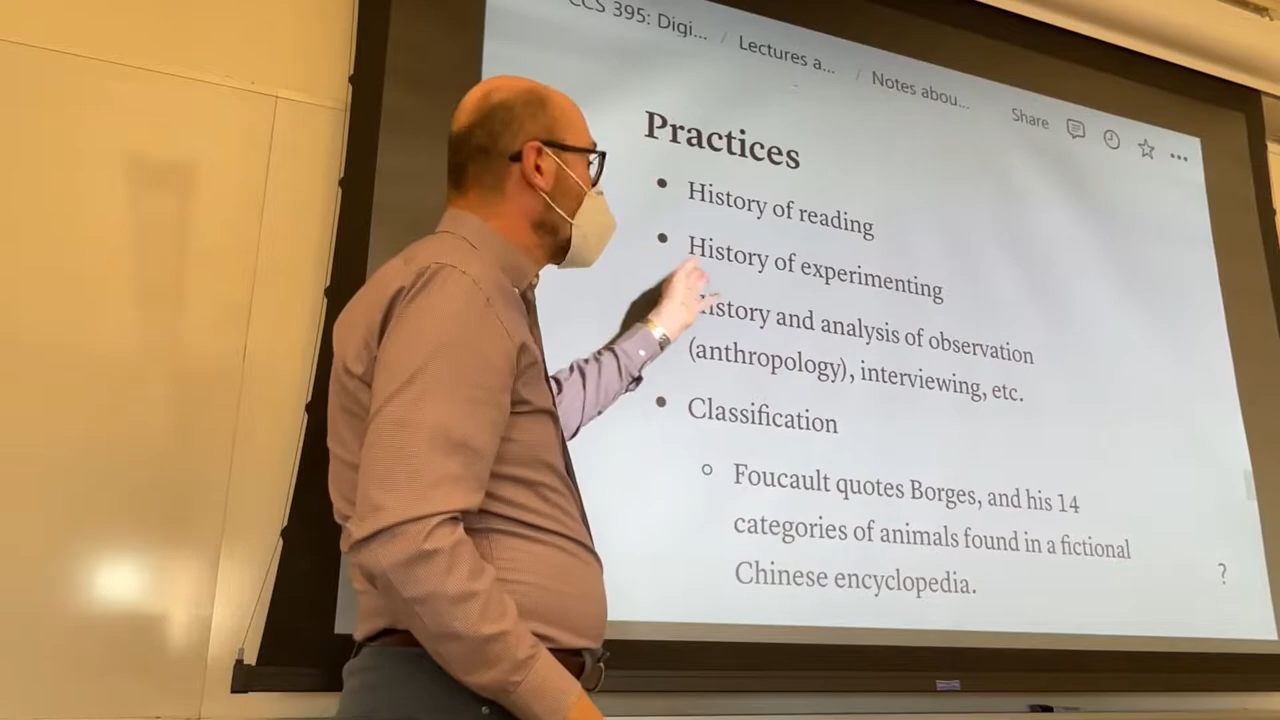 CCS 395: Digi... / Lectures a... / Notes abou... Share
Practices
• History of reading
• History of experimenting
History and analysis of observation
(anthropology), interviewing, etc.
• Classification
○ Foucault quotes Borges, and his 14
categories of animals found in a fictional
Chinese encyclopedia.
?